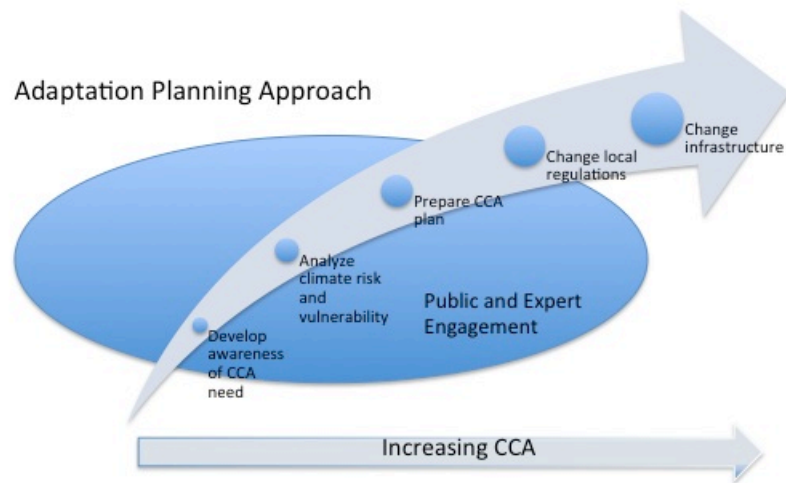 Adaptation Planning Approach
Change
infrastructure
Change local
regulations
Prepare CCA
plan
Analyze
climate risk
and
vulnerability
Public and Expert
Engagement
Develop
awareness
of CCA
need
Increasing CCA